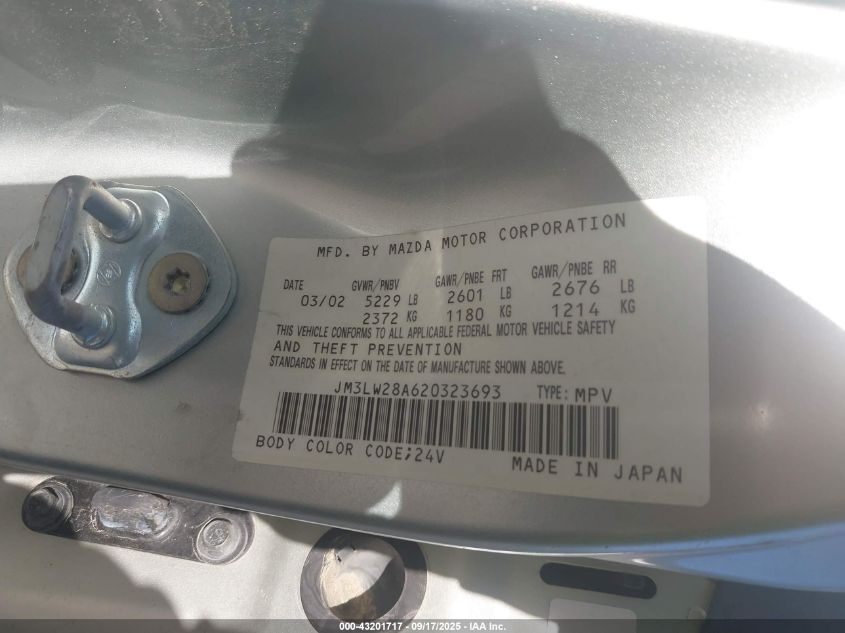 MFD. BY MAZDA MOTOR CORPORATION
DATE GVWR/PNBV GAWR/PNBE FRT GAWR/PNBE RR
03/02 5229 LB 2601 LB 2676 LB
2372 KG 1180 KG 1214 KG
THIS VEHICLE CONFORMS TO ALL APPLICABLE FEDERAL MOTOR VEHICLE SAFETY
AND THEFT PREVENTION
STANDARDS IN EFFECT ON THE DATE OF MANUFACTURE SHOWN ABOVE.
JM3LW28A620323693 TYPE: MPV
BODY COLOR CODE;24V
MADE IN JAPAN
000-43201717 - 09/17/2025 - IAA Inc.